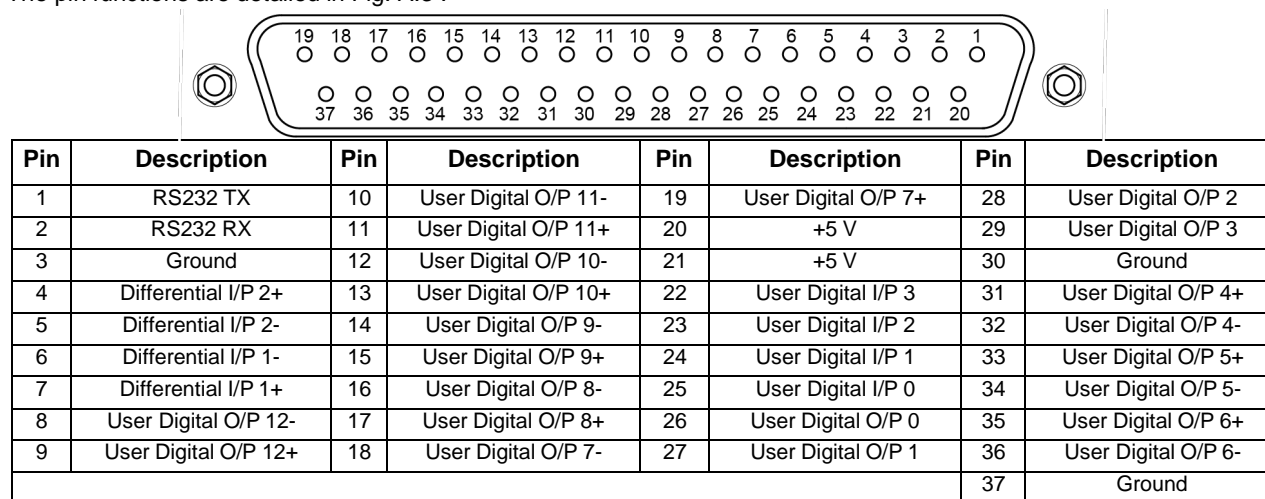 19 18 17 16 15 14 13 12 11 10 9 8 7 6 5 4 3 2 1
37 36 35 34 33 32 31 30 29 28 27 26 25 24 23 22 21 20
Pin Description Pin Description Pin Description Pin Description
1 RS232 TX 10 User Digital O/P 11- 19 User Digital O/P 7+ 28 User Digital O/P 2
2 RS232 RX 11 User Digital O/P 11+ 20 +5 V 29 User Digital O/P 3
3 Ground 12 User Digital O/P 10- 21 +5 V 30 Ground
4 Differential I/P 2+ 13 User Digital O/P 10+ 22 User Digital I/P 3 31 User Digital O/P 4+
5 Differential I/P 2- 14 User Digital O/P 9- 23 User Digital I/P 2 32 User Digital O/P 4-
6 Differential I/P 1- 15 User Digital O/P 9+ 24 User Digital I/P 1 33 User Digital O/P 5+
7 Differential I/P 1+ 16 User Digital O/P 8- 25 User Digital I/P 0 34 User Digital O/P 5-
8 User Digital O/P 12- 17 User Digital O/P 8+ 26 User Digital O/P 0 35 User Digital O/P 6+
9 User Digital O/P 12+ 18 User Digital O/P 7- 27 User Digital O/P 1 36 User Digital O/P 6-
37 Ground